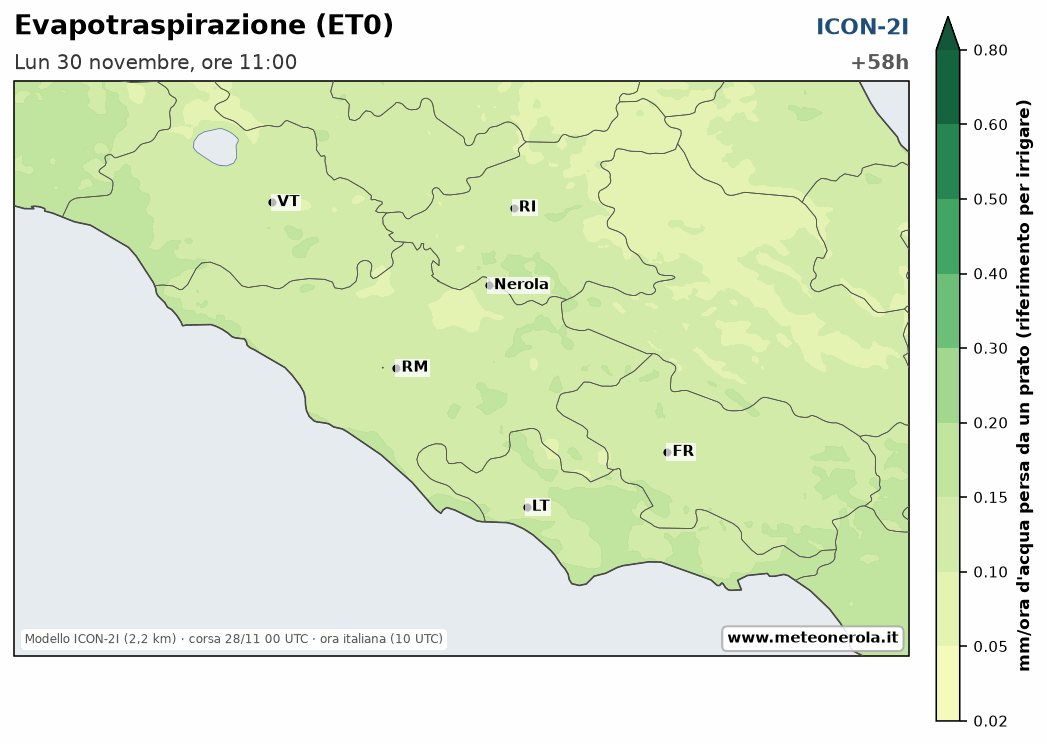 Evapotraspirazione (ET0)
ICON-2I
Lun 30 novembre, ore 11:00
+58h
VT
RI
Nerola
RM
FR
LT
Modello ICON-2I (2,2 km) · corsa 28/11 00 UTC · ora italiana (10 UTC)
www.meteonerola.it
0.80
0.60
0.50
0.40
0.30
0.20
0.15
0.10
0.05
0.02
mm/ora d'acqua persa da un prato (riferimento per irrigare)